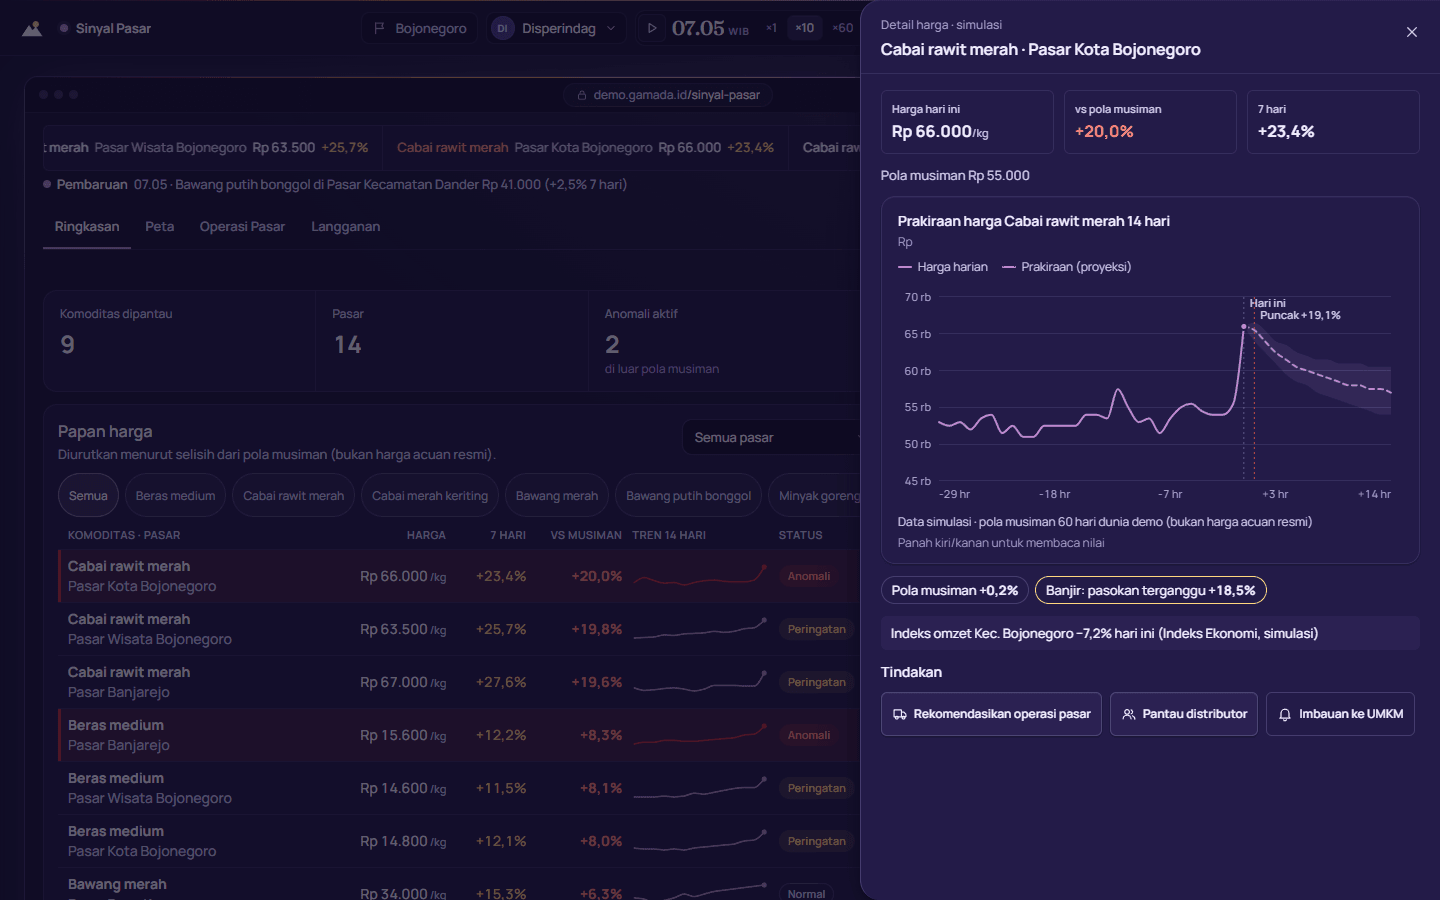 Sinyal Pasar
Bojonegoro
DI Disperindag
07.05 WIB
×1 ×10 ×60
demo.gamada.id/sinyal-pasar
merah Pasar Wisata Bojonegoro Rp 63.500 +25,7% Cabai rawit merah Pasar Kota Bojonegoro Rp 66.000 +23,4% Cabai
Pembaruan 07.05 · Bawang putih bonggol di Pasar Kecamatan Dander Rp 41.000 (+2,5% 7 hari)
Ringkasan Peta Operasi Pasar Langganan
Komoditas dipantau
9
Pasar
14
Anomali aktif
2
di luar pola musiman
Papan harga
Diurutkan menurut selisih dari pola musiman (bukan harga acuan resmi).
Semua pasar
Semua Beras medium Cabai rawit merah Cabai merah keriting Bawang merah Bawang putih bonggol Minyak goreng
KOMODITAS · PASAR HARGA 7 HARI VS MUSIMAN TREN 14 HARI STATUS
Cabai rawit merah
Pasar Kota Bojonegoro
Rp 66.000 /kg +23,4% +20,0% Anomali
Cabai rawit merah
Pasar Wisata Bojonegoro
Rp 63.500 /kg +25,7% +19,8% Peringatan
Cabai rawit merah
Pasar Banjarejo
Rp 67.000 /kg +27,6% +19,6% Peringatan
Beras medium
Pasar Banjarejo
Rp 15.600 /kg +12,2% +8,3% Anomali
Beras medium
Pasar Wisata Bojonegoro
Rp 14.600 /kg +11,5% +8,1% Peringatan
Beras medium
Pasar Kota Bojonegoro
Rp 14.800 /kg +12,1% +8,0% Peringatan
Bawang merah
Rp 34.000 /kg +15,3% +6,3% Normal
Detail harga · simulasi
Cabai rawit merah · Pasar Kota Bojonegoro
Harga hari ini
Rp 66.000/kg
vs pola musiman
+20,0%
7 hari
+23,4%
Pola musiman Rp 55.000
Prakiraan harga Cabai rawit merah 14 hari
Rp
Harga harian Prakiraan (proyeksi)
Hari ini
Puncak +19,1%
70 rb
65 rb
60 rb
55 rb
50 rb
45 rb
-29 hr -18 hr -7 hr +3 hr +14 hr
Data simulasi · pola musiman 60 hari dunia demo (bukan harga acuan resmi)
Panah kiri/kanan untuk membaca nilai
Pola musiman +0,2% Banjir: pasokan terganggu +18,5%
Indeks omzet Kec. Bojonegoro −7,2% hari ini (Indeks Ekonomi, simulasi)
Tindakan
Rekomendasikan operasi pasar Pantau distributor Imbauan ke UMKM